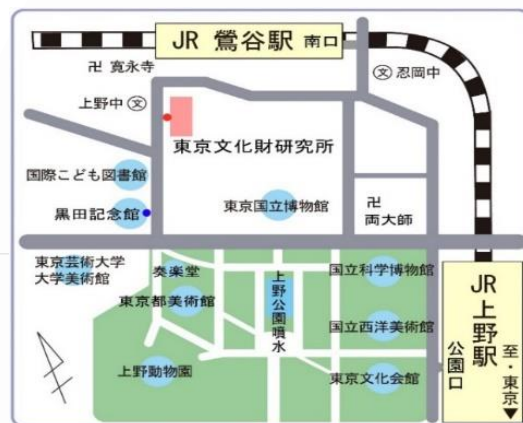 JR 鶯谷駅 南口
卍 寛永寺
文 忍岡中
上野中 文
東京文化財研究所
国際こども図書館
黒田記念館
東京国立博物館
卍
両大師
東京芸術大学
大学美術館
奏楽堂
東京都美術館
上野公園噴水
国立科学博物館
国立西洋美術館
上野動物園
東京文化会館
JR
上野駅
公園口
至・東京▼
N